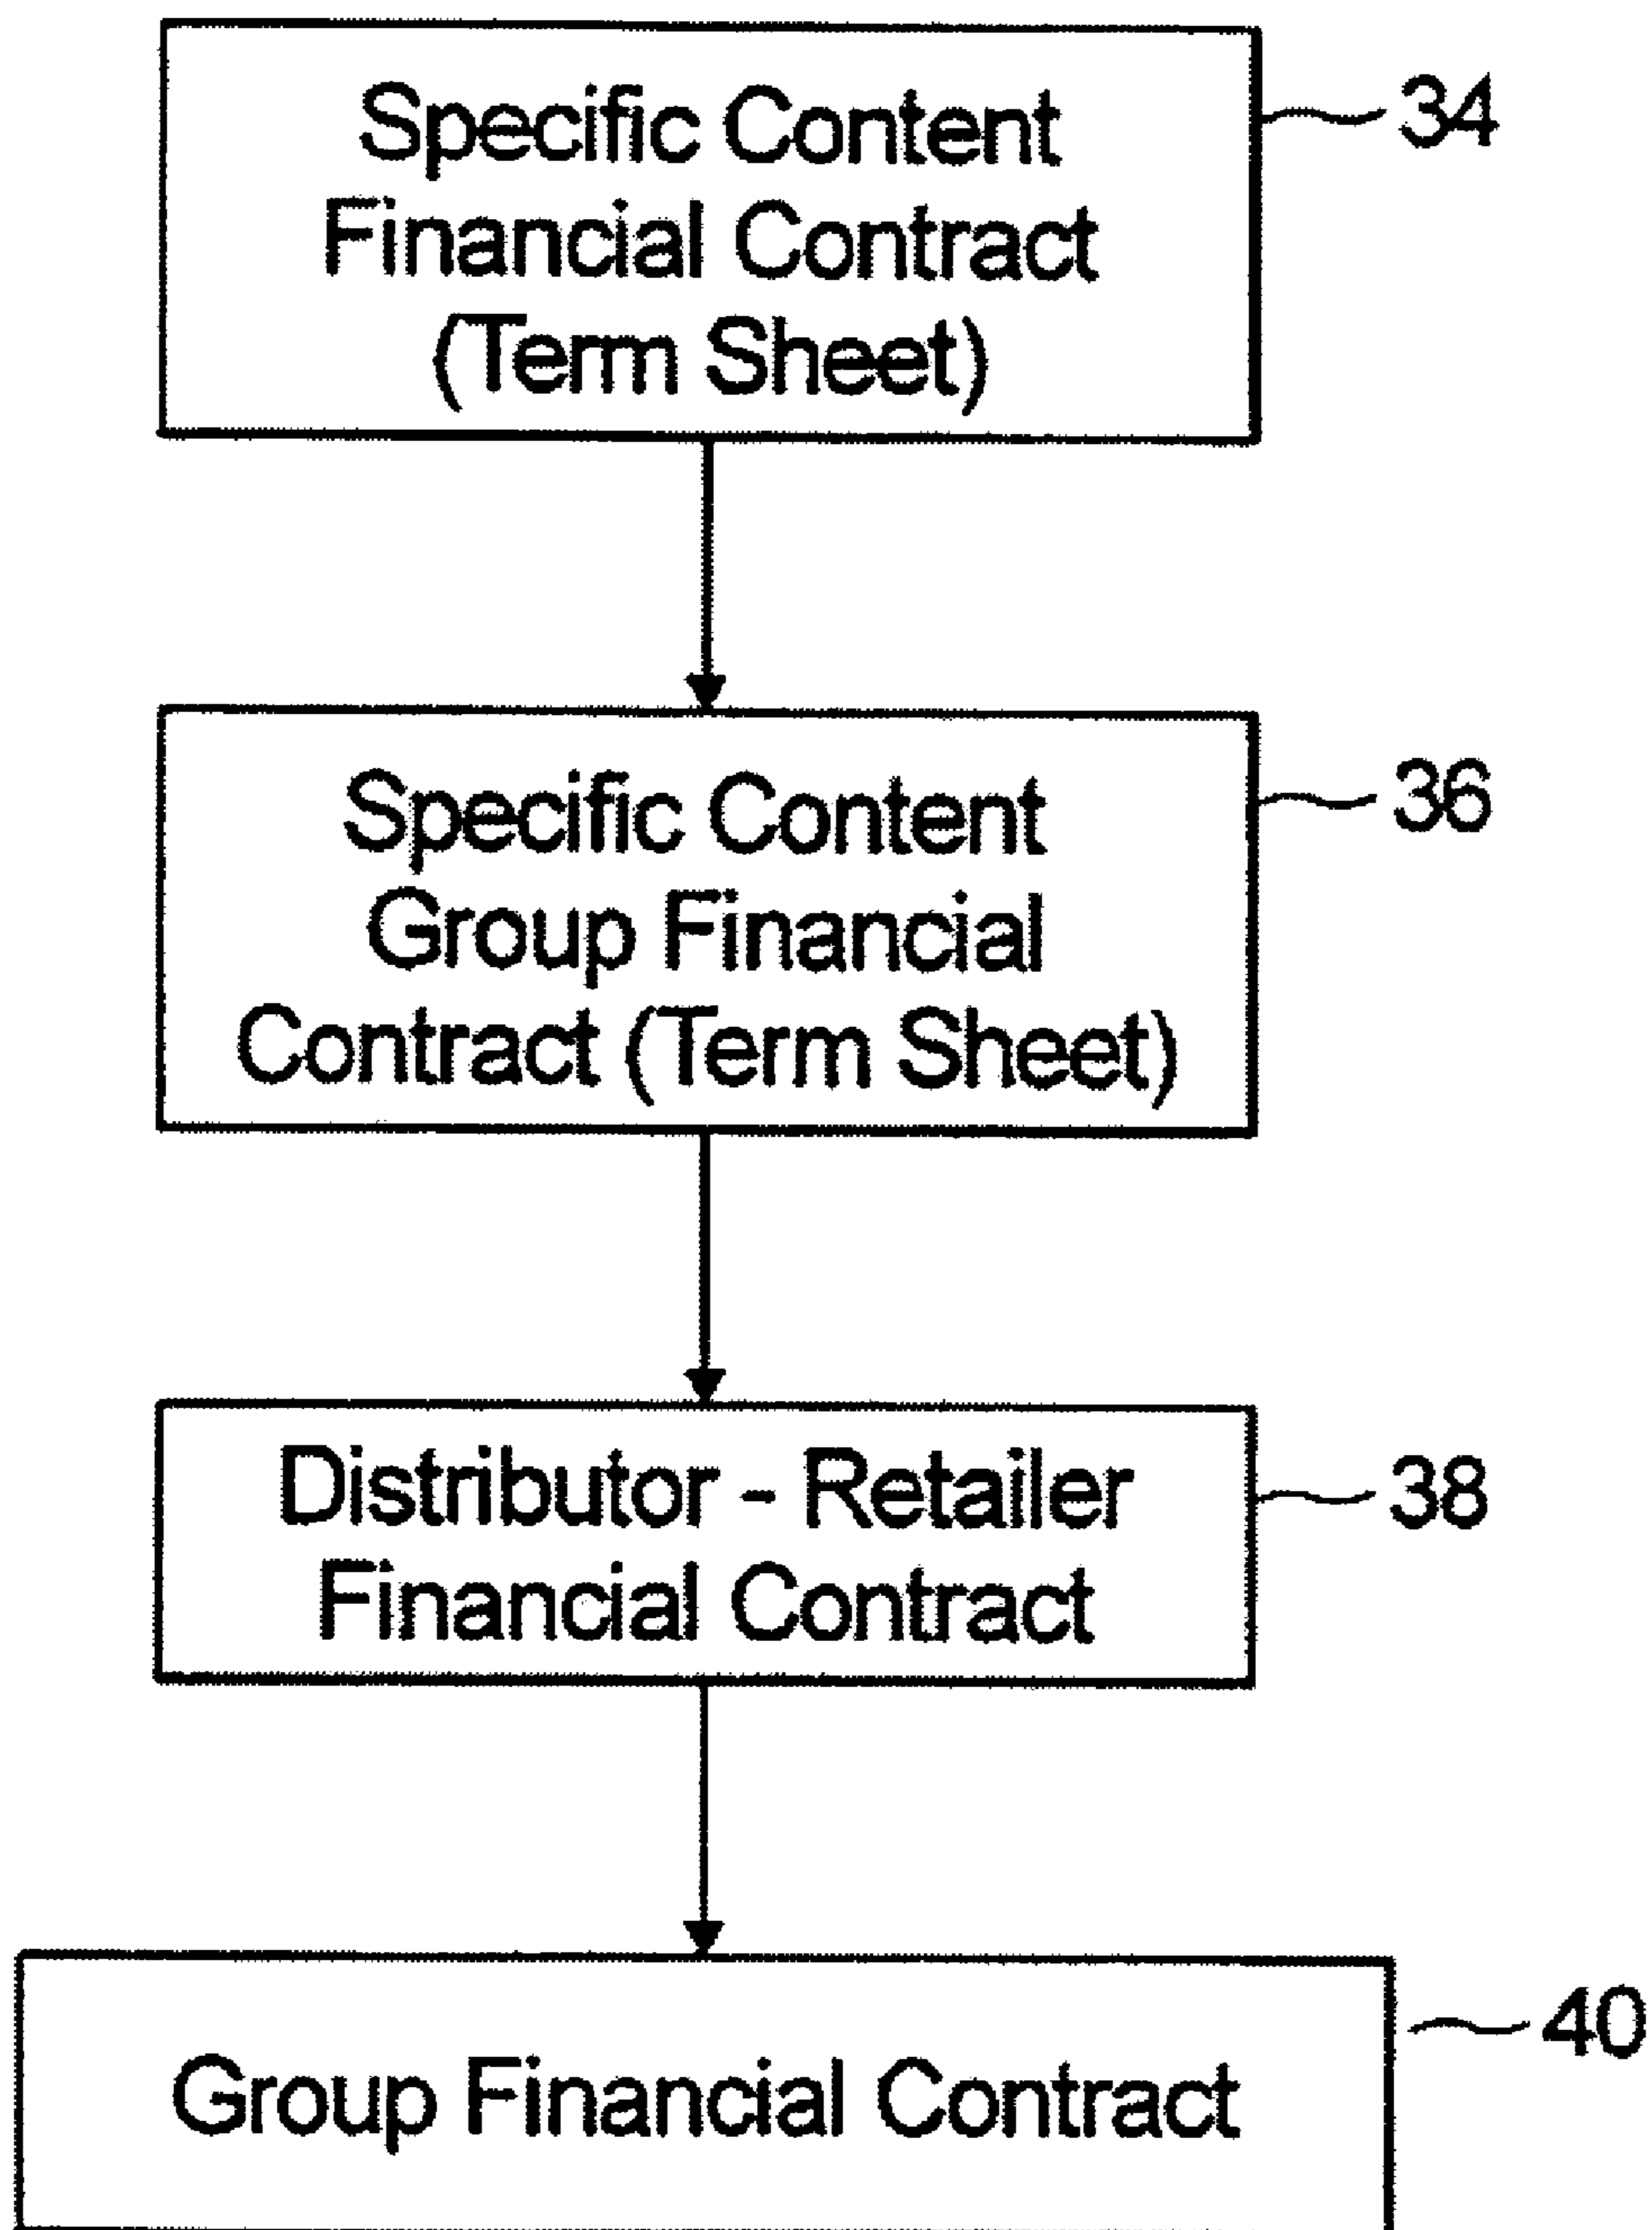 Specific Content
Financial Contract
(Term Sheet)
34
Specific Content
Group Financial
Contract (Term Sheet)
36
Distributor - Retailer
Financial Contract
38
Group Financial Contract
40